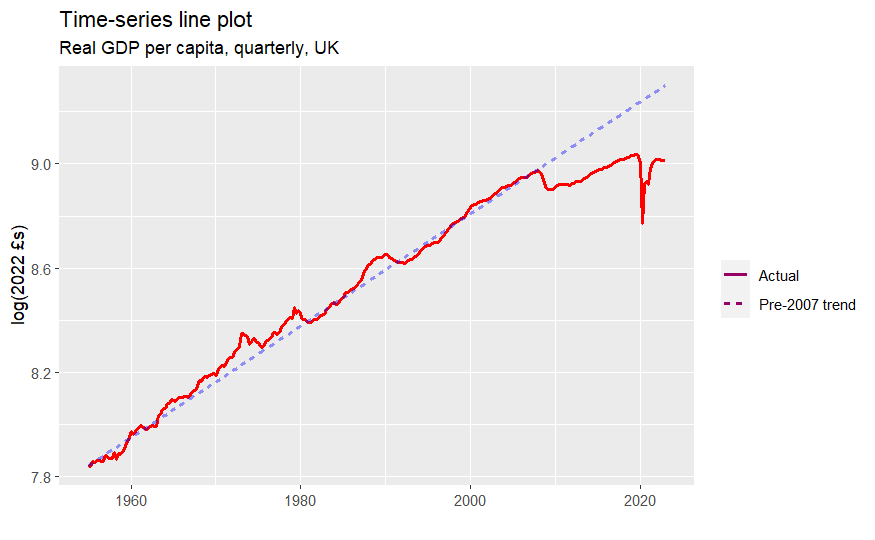 Time-series line plot
Real GDP per capita, quarterly, UK
log(2022 £s)
9.0
8.6
8.2
7.8
1960 1980 2000 2020
Actual
Pre-2007 trend